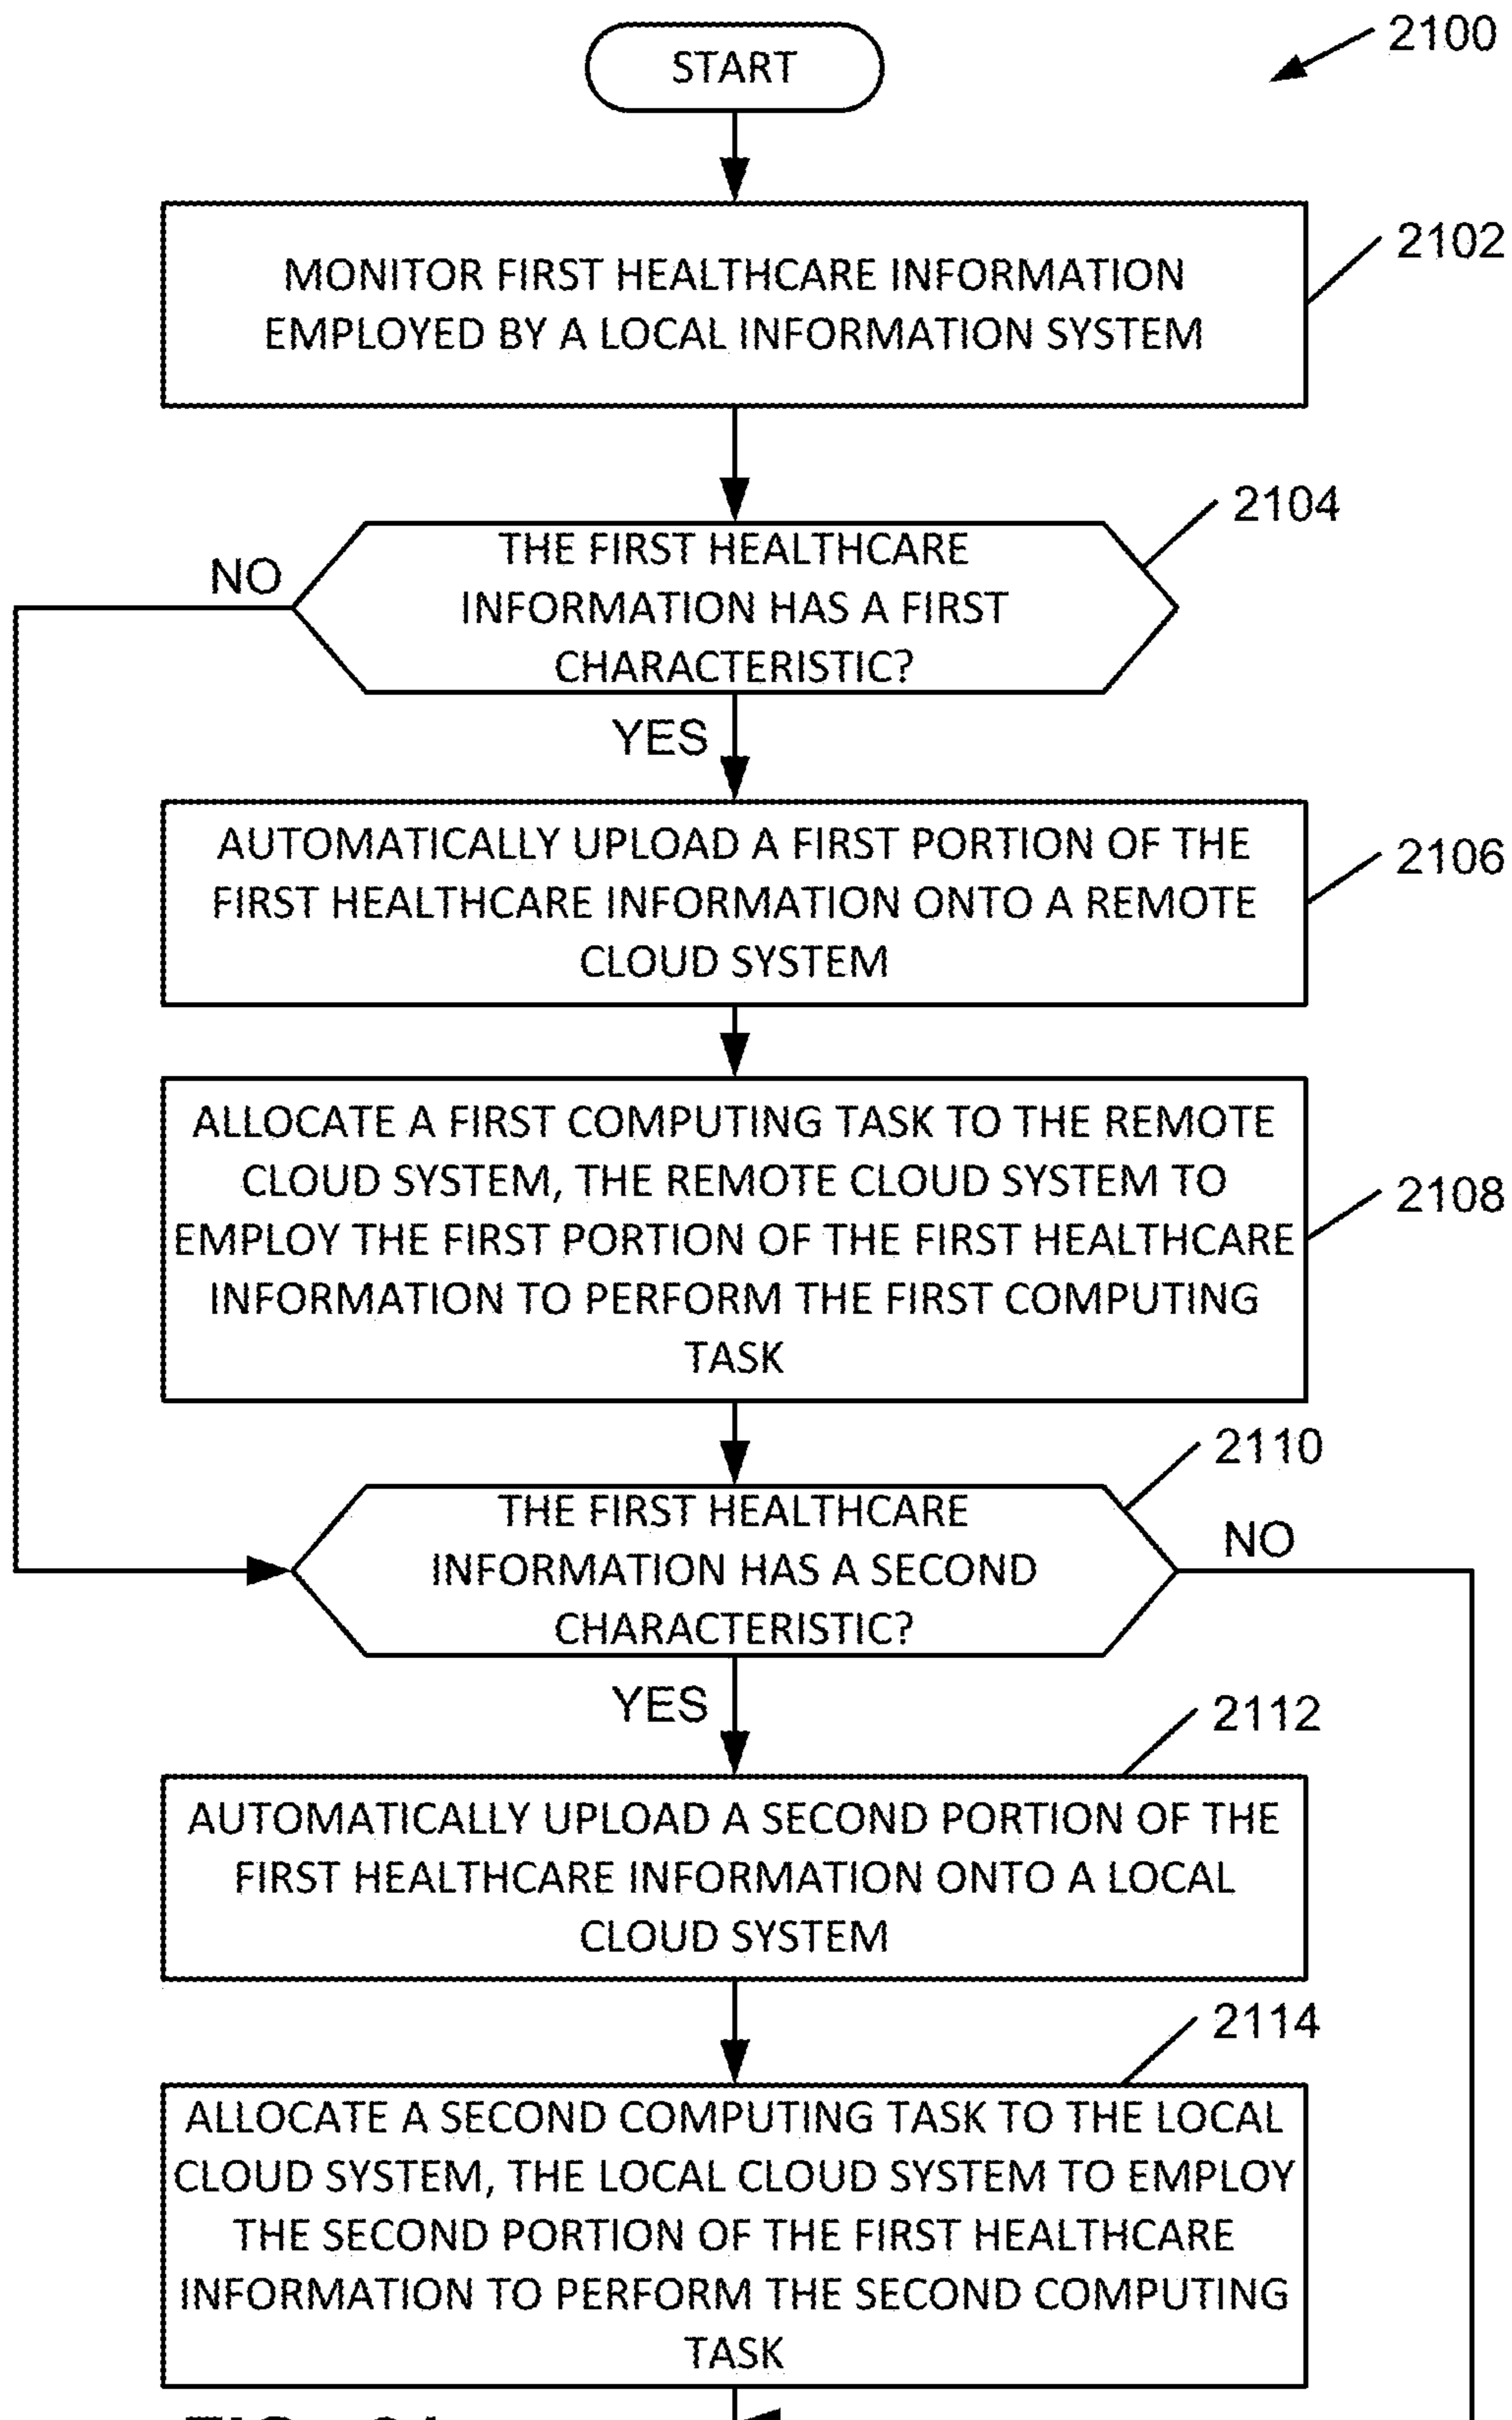 START
2100
MONITOR FIRST HEALTHCARE INFORMATION
EMPLOYED BY A LOCAL INFORMATION SYSTEM
2102
THE FIRST HEALTHCARE
INFORMATION HAS A FIRST
CHARACTERISTIC?
2104
NO
YES
AUTOMATICALLY UPLOAD A FIRST PORTION OF THE
FIRST HEALTHCARE INFORMATION ONTO A REMOTE
CLOUD SYSTEM
2106
ALLOCATE A FIRST COMPUTING TASK TO THE REMOTE
CLOUD SYSTEM, THE REMOTE CLOUD SYSTEM TO
EMPLOY THE FIRST PORTION OF THE FIRST HEALTHCARE
INFORMATION TO PERFORM THE FIRST COMPUTING
TASK
2108
THE FIRST HEALTHCARE
INFORMATION HAS A SECOND
CHARACTERISTIC?
2110
NO
YES
2112
AUTOMATICALLY UPLOAD A SECOND PORTION OF THE
FIRST HEALTHCARE INFORMATION ONTO A LOCAL
CLOUD SYSTEM
2114
ALLOCATE A SECOND COMPUTING TASK TO THE LOCAL
CLOUD SYSTEM, THE LOCAL CLOUD SYSTEM TO EMPLOY
THE SECOND PORTION OF THE FIRST HEALTHCARE
INFORMATION TO PERFORM THE SECOND COMPUTING
TASK